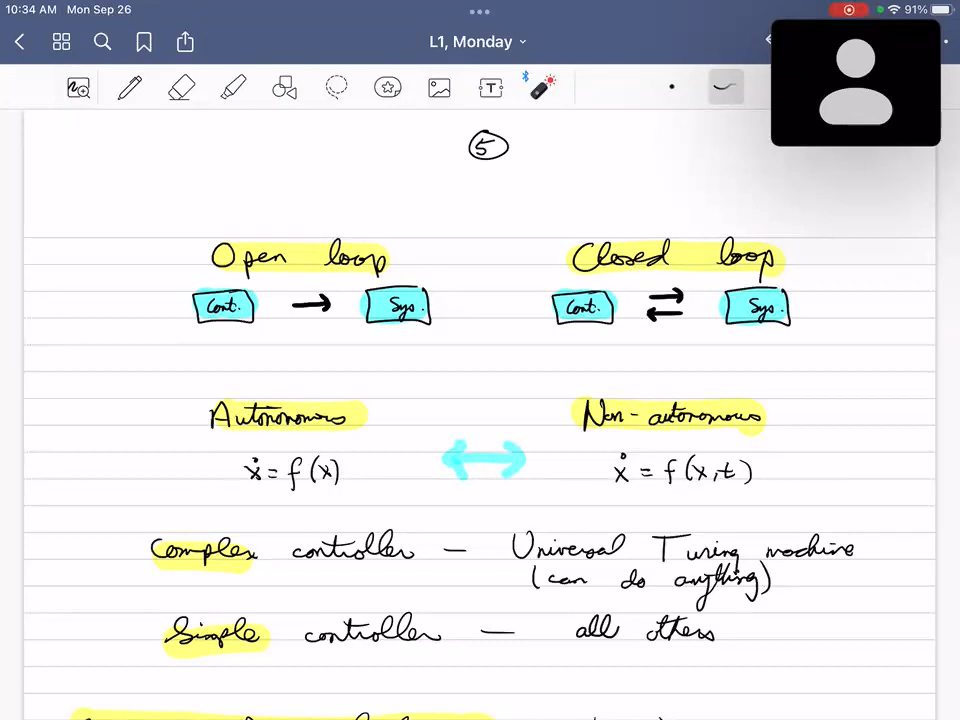 10:34 AM Mon Sep 26
91%
L1, Monday
T
5
Open loop
Closed loop
Cont. → Sys.
Cont. ⇄ Sys.
Autonomous
Non-autonomous
ẋ = f(x)
↔
ẋ = f(x,t)
Complex controller — Universal Turing machine
(can do anything)
Simple controller — all others